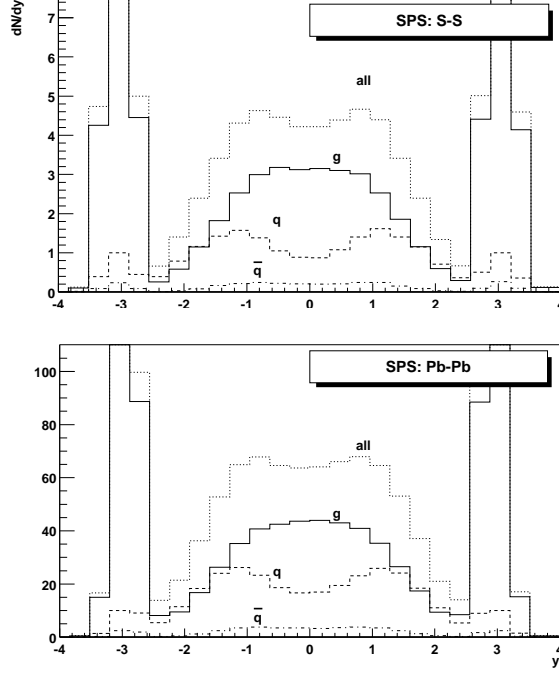 dN/dy
SPS: S-S
7
6
5
4
3
2
1
0
all
g
q
q̅
-4 -3 -2 -1 0 1 2 3 4
SPS: Pb-Pb
100
80
60
40
20
0
all
g
q
q̅
-4 -3 -2 -1 0 1 2 3 4
y